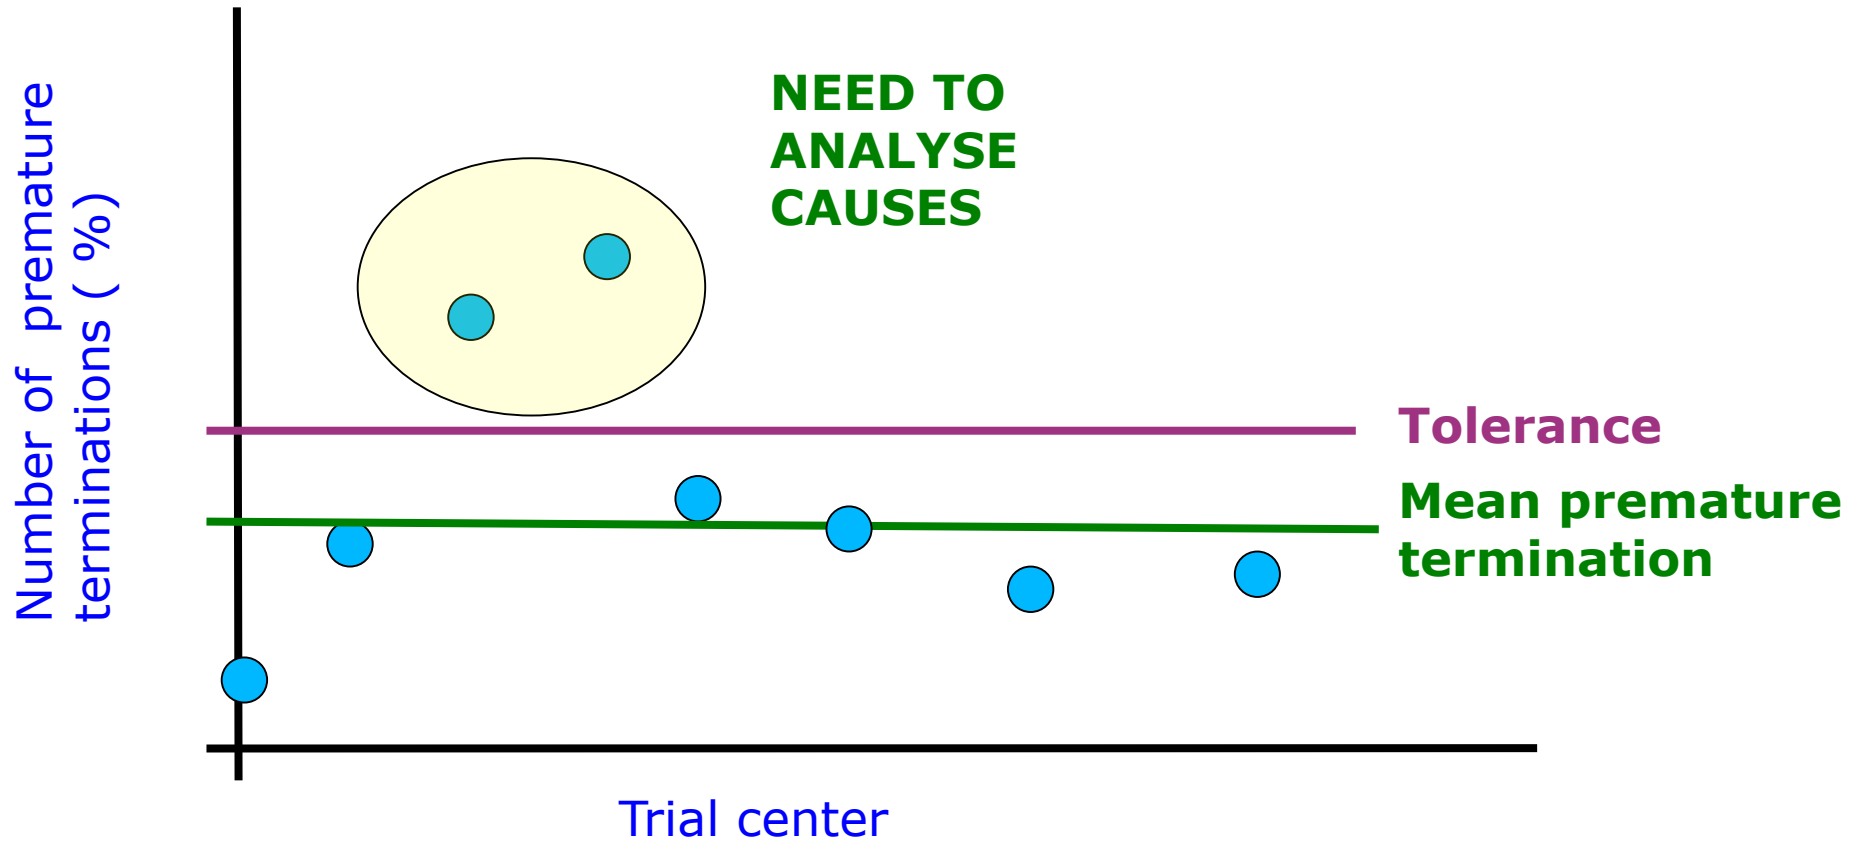 Number of premature
terminations ( %)
NEED TO
ANALYSE
CAUSES
Tolerance
Mean premature
termination
Trial center